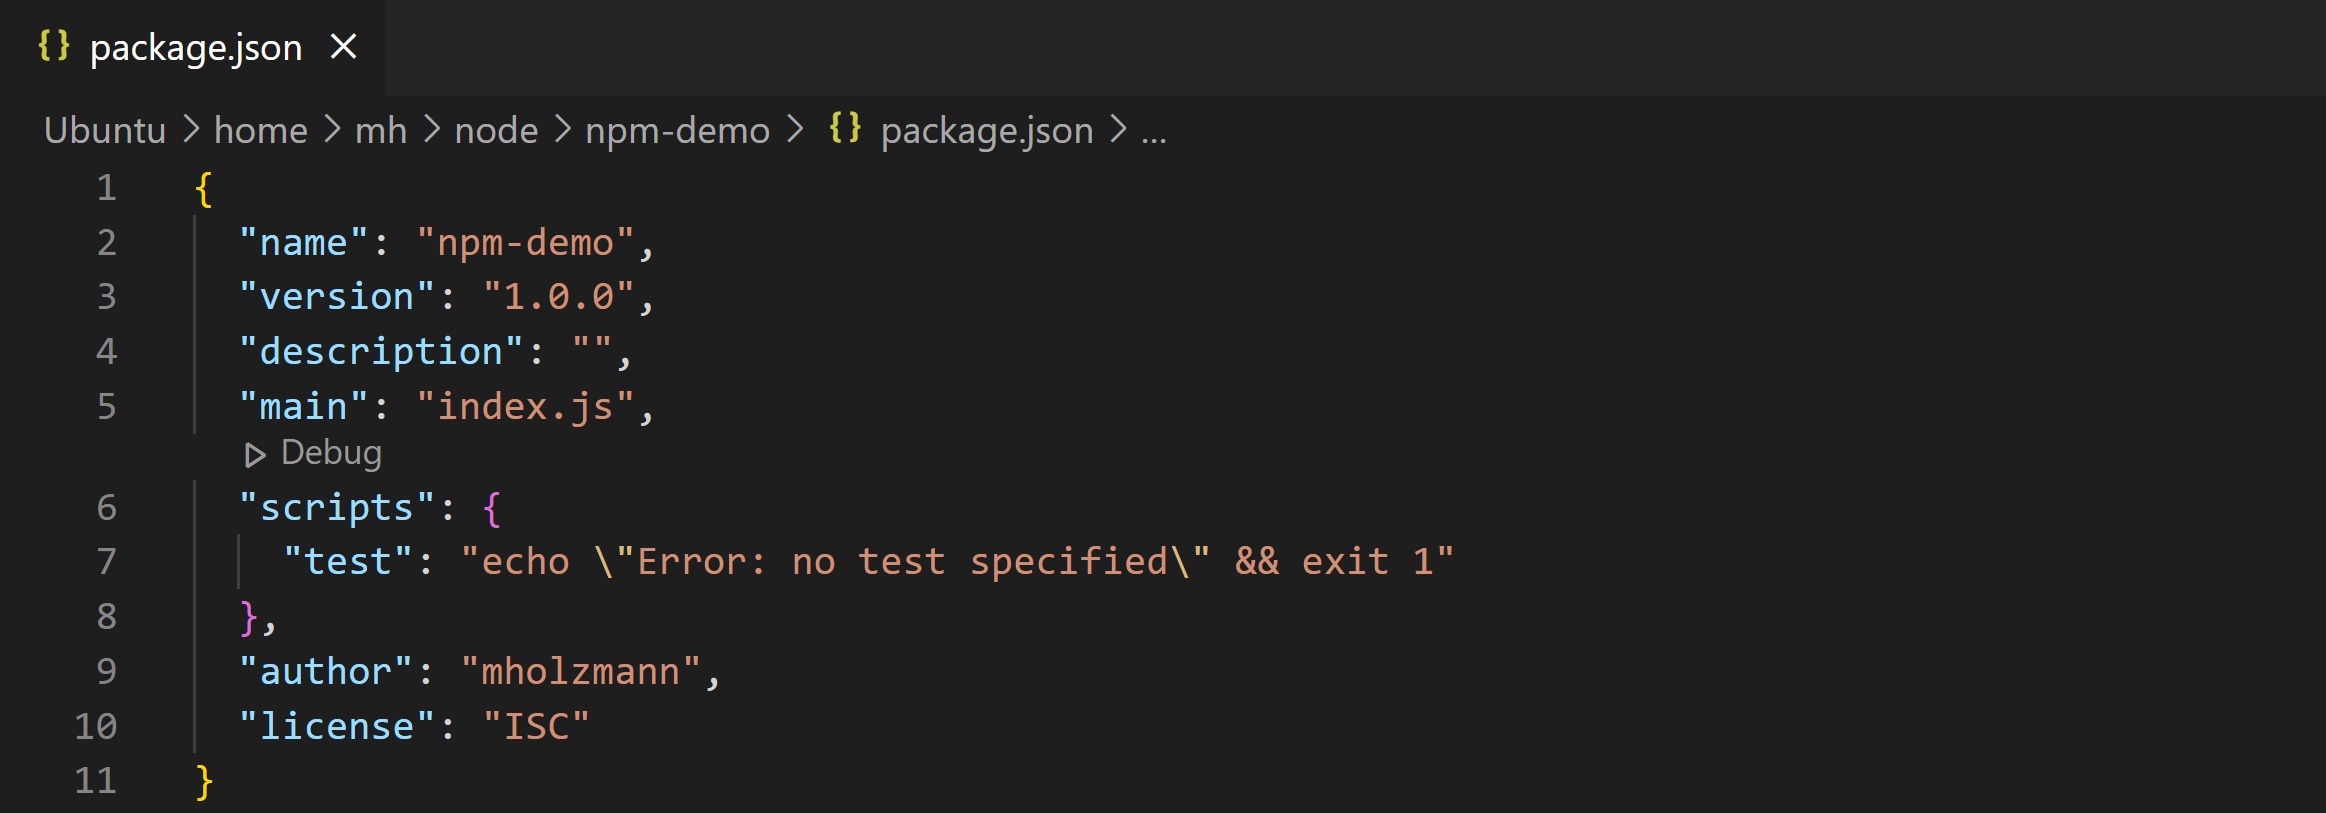 {} package.json ×
Ubuntu > home > mh > node > npm-demo > {} package.json > ...
1 {
2   "name": "npm-demo",
3   "version": "1.0.0",
4   "description": "",
5   "main": "index.js",
▷ Debug
6   "scripts": {
7     "test": "echo \"Error: no test specified\" && exit 1"
8   },
9   "author": "mholzmann",
10   "license": "ISC"
11 }